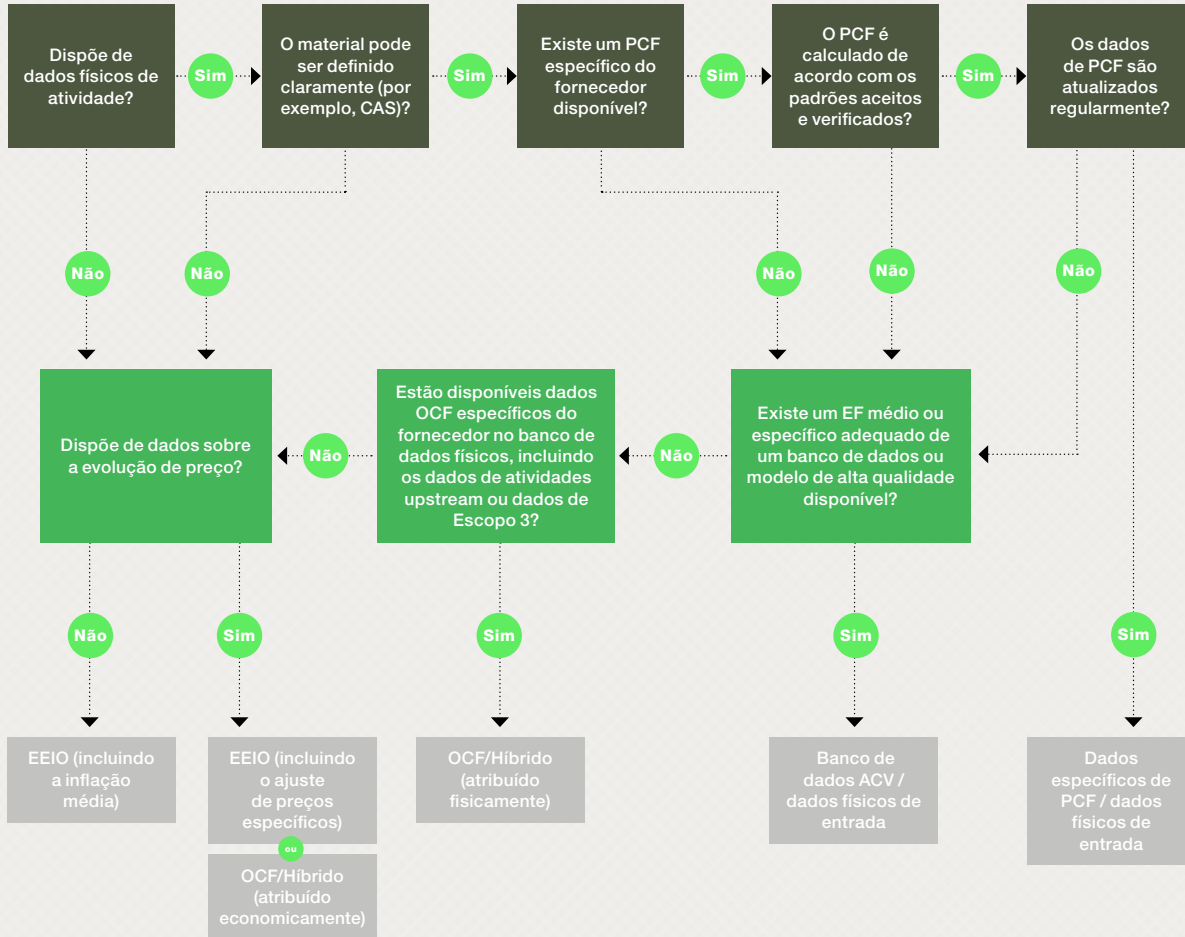 Dispõe de
dados físicos de
atividade?
Sim
O material pode
ser definido
claramente (por
exemplo, CAS)?
Sim
Existe um PCF
específico do
fornecedor
disponível?
Sim
O PCF é
calculado de
acordo com os
padrões aceitos
e verificados?
Sim
Os dados
de PCF são
atualizados
regularmente?
Não
Não
Não
Não
Não
Dispõe de dados sobre
a evolução de preço?
Não
Estão disponíveis dados
OCF específicos do
fornecedor no banco de
dados físicos, incluindo
os dados de atividades
upstream ou dados de
Escopo 3?
Não
Existe um EF médio ou
específico adequado de
um banco de dados ou
modelo de alta qualidade
disponível?
Não
Sim
Sim
Sim
Sim
EEIO (incluindo
a inflação
média)
EEIO (incluindo
o ajuste
de preços
específicos)
ou
OCF/Híbrido
(atribuído
economicamente)
OCF/Híbrido
(atribuído
fisicamente)
Banco de
dados ACV /
dados físicos de
entrada
Dados
específicos de
PCF / dados
físicos de
entrada